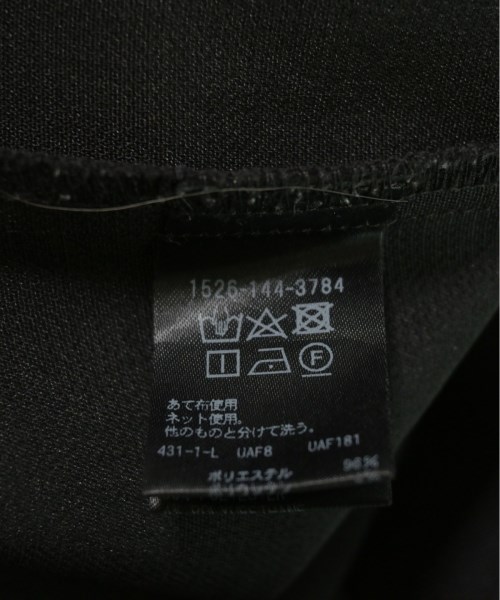 1526-144-3784
F
あて布使用
ネット使用。
他のものと分けて洗う。
431-1-L UAF8 UAF181
ポリエステル